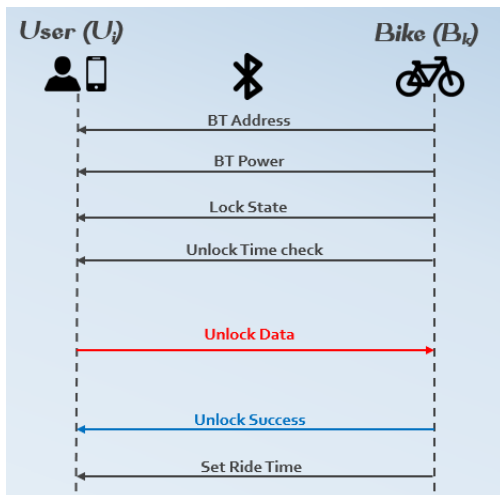 User (Uᵢ)
Bike (Bₖ)
BT Address
BT Power
Lock State
Unlock Time check
Unlock Data
Unlock Success
Set Ride Time